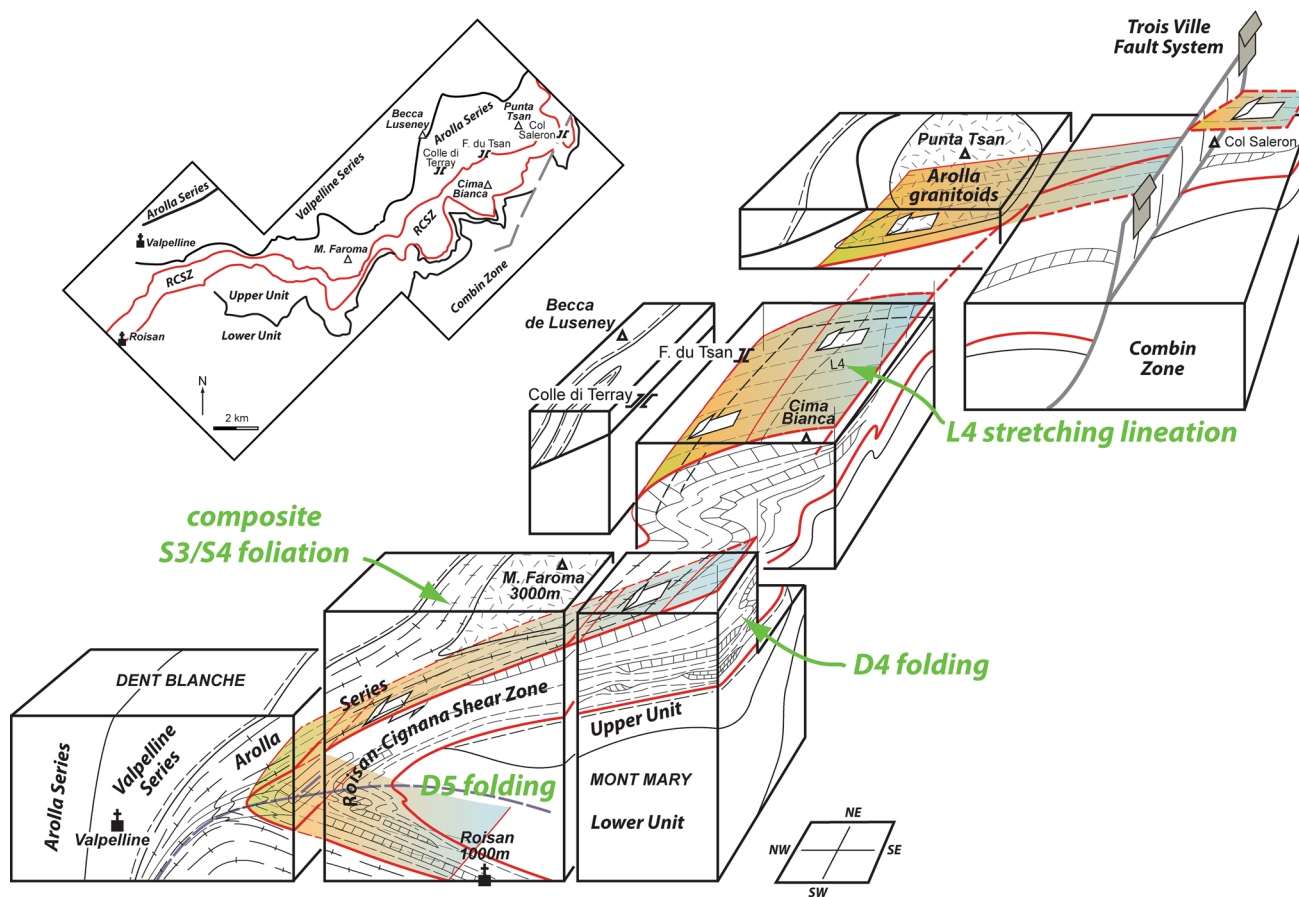 Trois Ville
Fault System
Becca
Luseney
Arolla Series
Punta
Tsan
Col
Saleron
Colle di
Terray
F. du Tsan
Cima
Bianca
Valpelline Series
Arolla Series
Valpelline
M. Faroma
RCSZ
RCSZ
Upper Unit
Lower Unit
Combin Zone
Roisan
N
2 km
Punta Tsan
Arolla
granitoids
Col Saleron
Combin
Zone
Becca
de Luseney
F. du Tsan
Colle di Terray
L4
Cima
Bianca
L4 stretching lineation
composite
S3/S4 foliation
M. Faroma
3000m
D4 folding
DENT BLANCHE
Arolla Series
Valpelline
Series
Arolla
Series
Roisan-Cignana Shear Zone
Upper Unit
MONT MARY
Lower Unit
D5 folding
Valpelline
Roisan
1000m
NE
NW
SE
SW